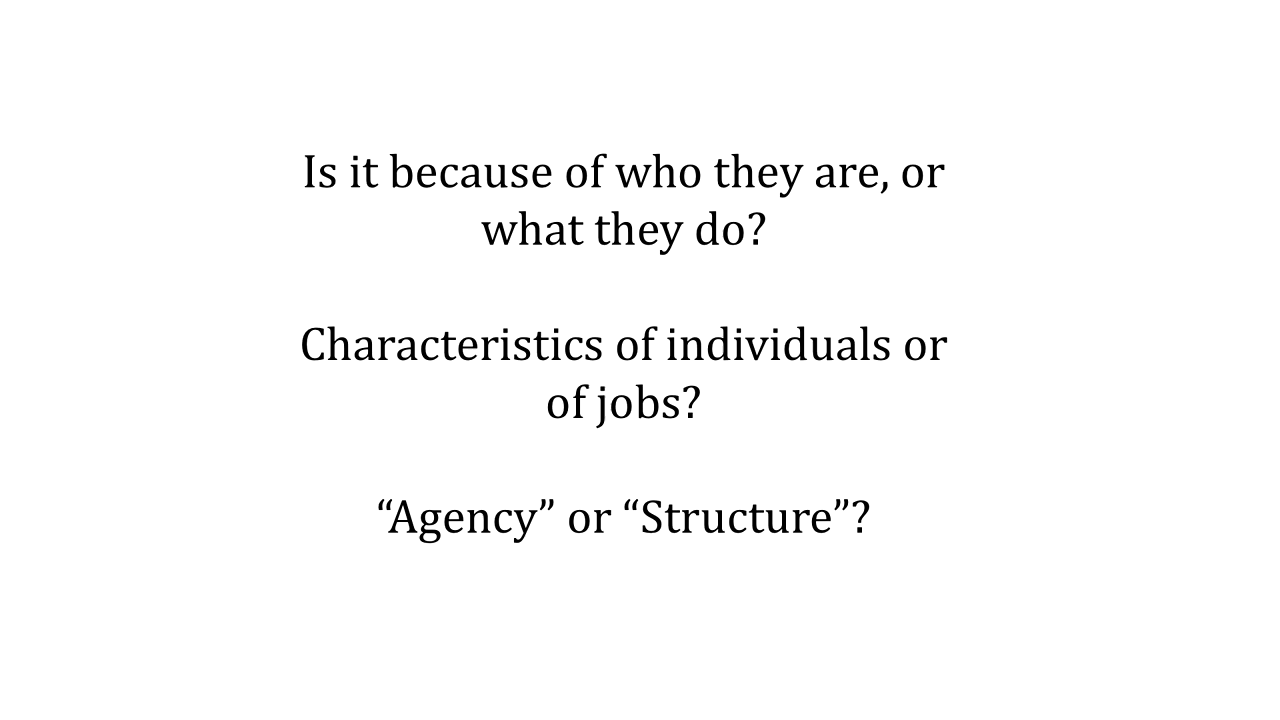 Is it because of who they are, or
what they do?
Characteristics of individuals or
of jobs?
“Agency” or “Structure”?